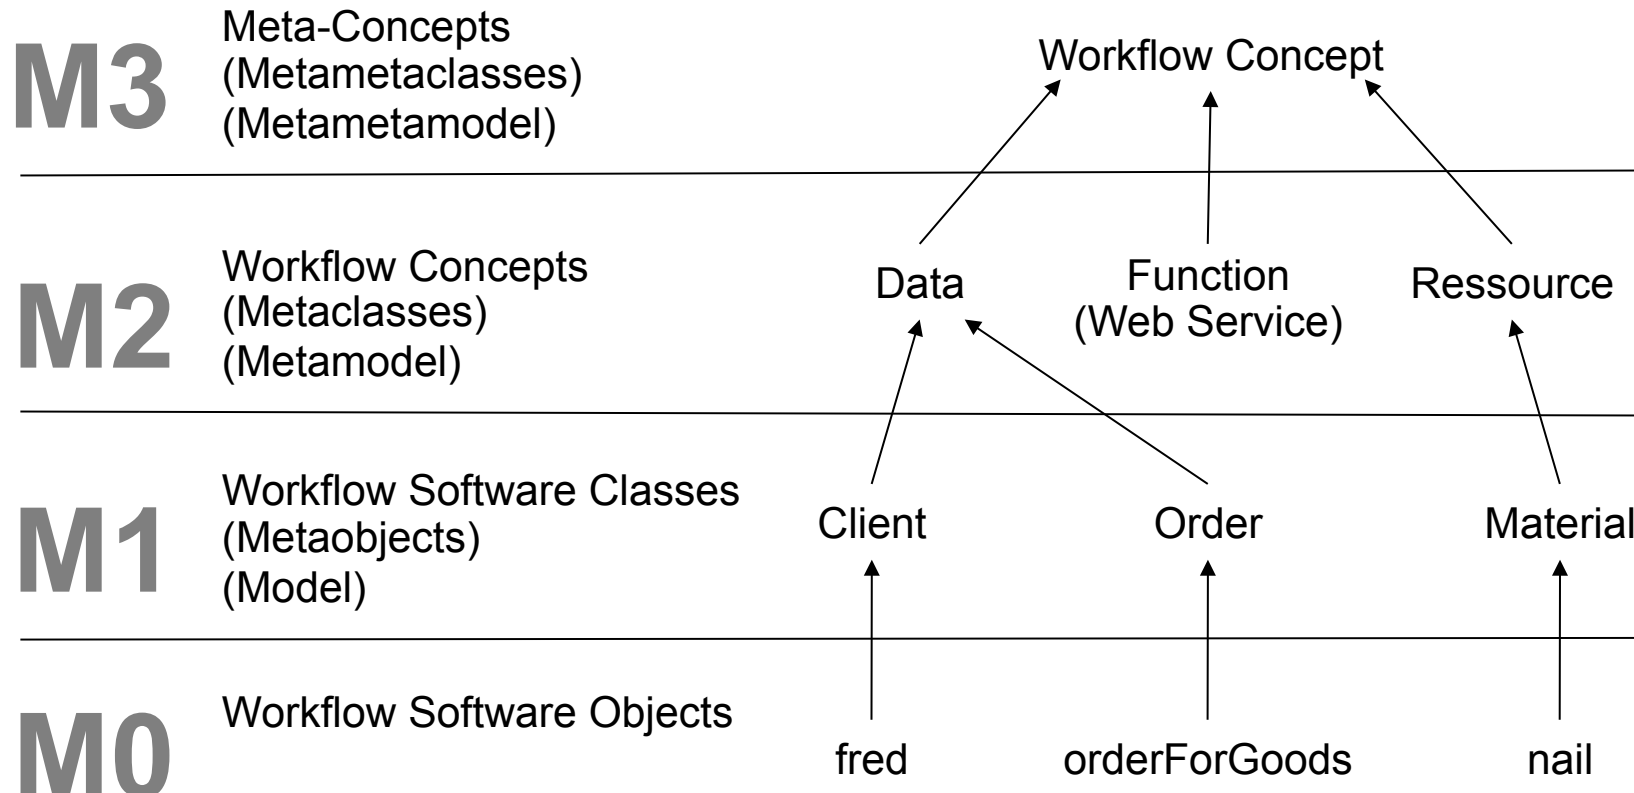 M3
Meta-Concepts
(Metametaclasses)
(Metametamodel)
Workflow Concept
M2
Workflow Concepts
(Metaclasses)
(Metamodel)
Data
Function
(Web Service)
Ressource
M1
Workflow Software Classes
(Metaobjects)
(Model)
Client
Order
Material
M0
Workflow Software Objects
fred
orderForGoods
nail